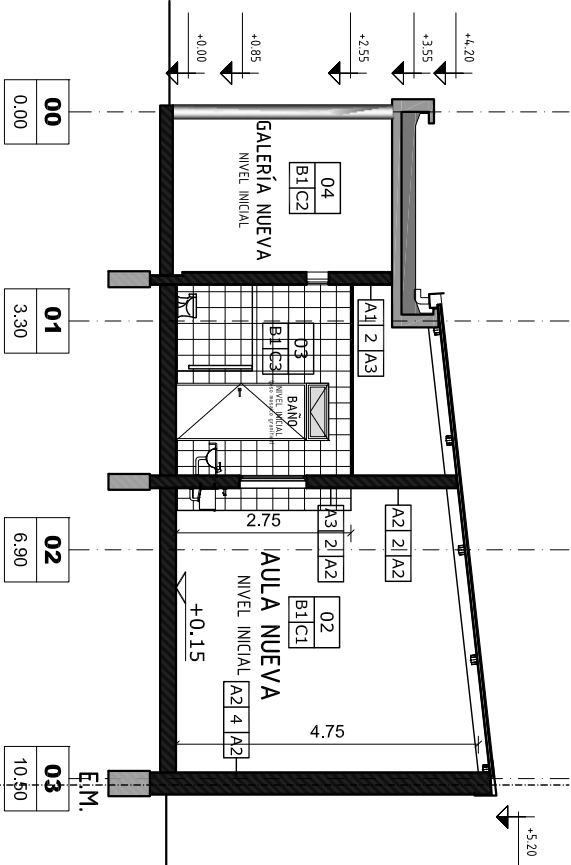 +0.00
+0.85
+2.55
+3.55
+4.20
00
0.00
GALERÍA NUEVA
NIVEL INICIAL
04
B1 C2
01
3.30
A1 2 A3
03
B1 C3
BAÑO
NIVEL INICIAL
A3 2 A2
A2 2 A2
2.75
02
6.90
AULA NUEVA
NIVEL INICIAL
02
B1 C1
+0.15
A2 4 A2
4.75
E.M.
03
10.50
+5.20